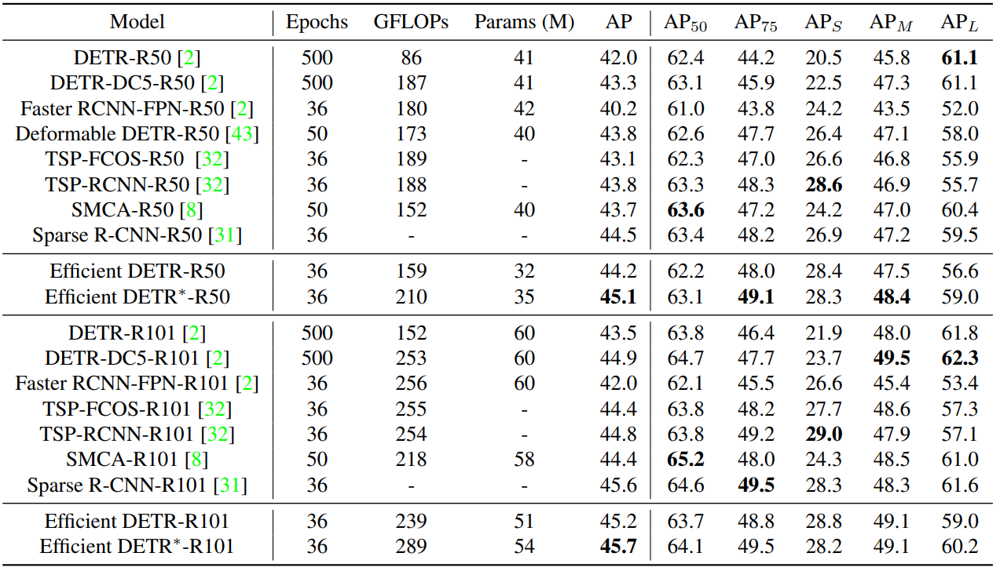 Model Epochs GFLOPs Params (M) AP AP50 AP75 APS APM APL
DETR-R50 [2] 500 86 41 42.0 62.4 44.2 20.5 45.8 61.1
DETR-DC5-R50 [2] 500 187 41 43.3 63.1 45.9 22.5 47.3 61.1
Faster RCNN-FPN-R50 [2] 36 180 42 40.2 61.0 43.8 24.2 43.5 52.0
Deformable DETR-R50 [43] 50 173 40 43.8 62.6 47.7 26.4 47.1 58.0
TSP-FCOS-R50 [32] 36 189 - 43.1 62.3 47.0 26.6 46.8 55.9
TSP-RCNN-R50 [32] 36 188 - 43.8 63.3 48.3 28.6 46.9 55.7
SMCA-R50 [8] 50 152 40 43.7 63.6 47.2 24.2 47.0 60.4
Sparse R-CNN-R50 [31] 36 - - 44.5 63.4 48.2 26.9 47.2 59.5
Efficient DETR-R50 36 159 32 44.2 62.2 48.0 28.4 47.5 56.6
Efficient DETR*-R50 36 210 35 45.1 63.1 49.1 28.3 48.4 59.0
DETR-R101 [2] 500 152 60 43.5 63.8 46.4 21.9 48.0 61.8
DETR-DC5-R101 [2] 500 253 60 44.9 64.7 47.7 23.7 49.5 62.3
Faster RCNN-FPN-R101 [2] 36 256 60 42.0 62.1 45.5 26.6 45.4 53.4
TSP-FCOS-R101 [32] 36 255 - 44.4 63.8 48.2 27.7 48.6 57.3
TSP-RCNN-R101 [32] 36 254 - 44.8 63.8 49.2 29.0 47.9 57.1
SMCA-R101 [8] 50 218 58 44.4 65.2 48.0 24.3 48.5 61.0
Sparse R-CNN-R101 [31] 36 - - 45.6 64.6 49.5 28.3 48.3 61.6
Efficient DETR-R101 36 239 51 45.2 63.7 48.8 28.8 49.1 59.0
Efficient DETR*-R101 36 289 54 45.7 64.1 49.5 28.2 49.1 60.2